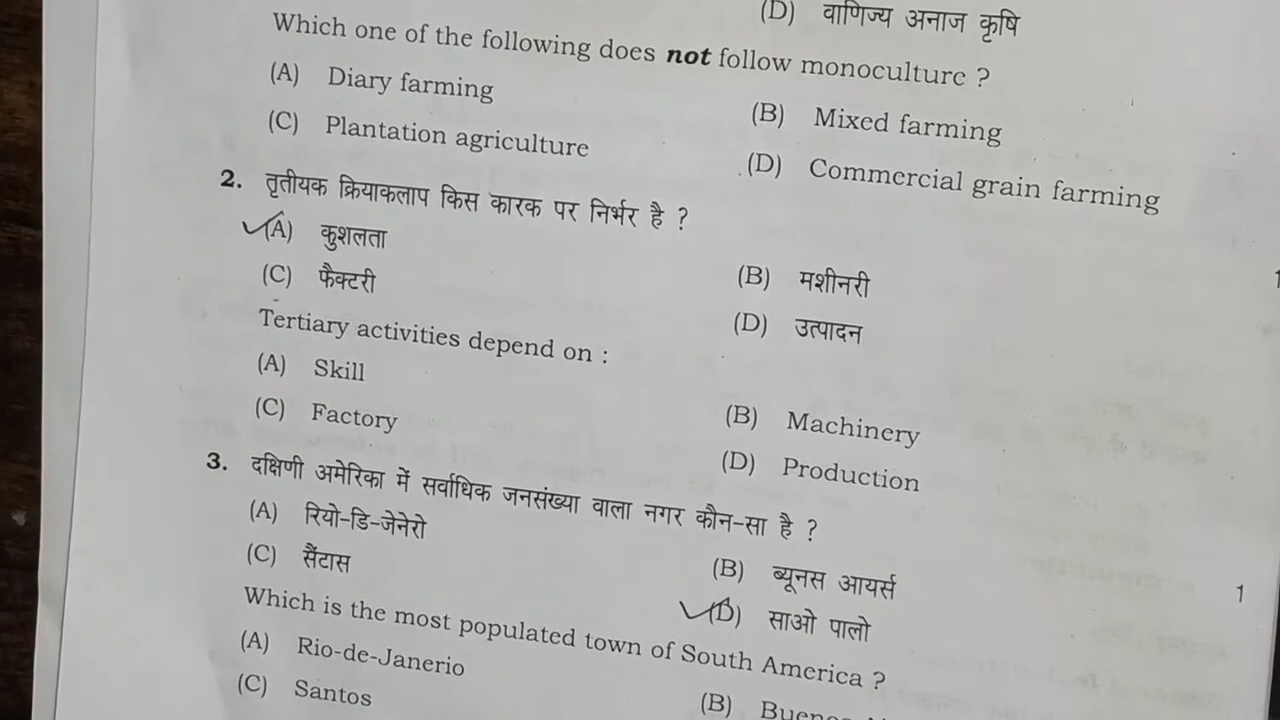 (D) वाणिज्य अनाज कृषि
Which one of the following does not follow monoculture ?
(A) Diary farming
(B) Mixed farming
(C) Plantation agriculture
(D) Commercial grain farming
2. तृतीयक क्रियाकलाप किस कारक पर निर्भर है ?
(A) कुशलता
(B) मशीनरी
(C) फैक्टरी
(D) उत्पादन
Tertiary activities depend on :
(A) Skill
(B) Machinery
(C) Factory
(D) Production
3. दक्षिणी अमेरिका में सर्वाधिक जनसंख्या वाला नगर कौन-सा है ?
(A) रियो-डि-जेनेरो
(B) ब्यूनस आयर्स
1
(C) सैंटास
(D) साओ पालो
Which is the most populated town of South America ?
(A) Rio-de-Janerio
(B)
(C) Santos